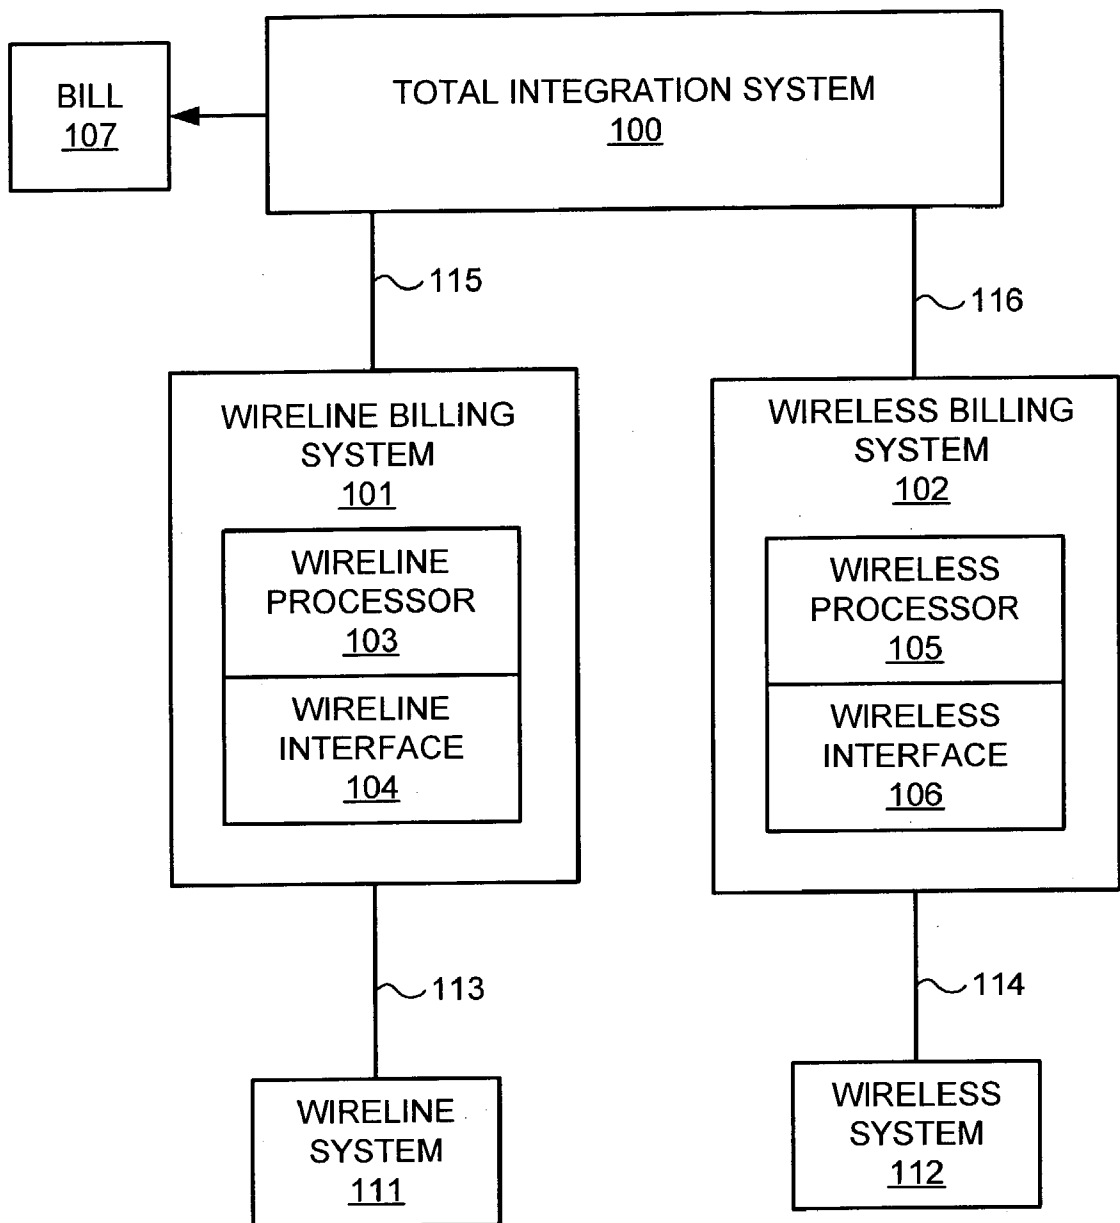 BILL
107
TOTAL INTEGRATION SYSTEM
100
115
116
WIRELINE BILLING
SYSTEM
101
WIRELINE
PROCESSOR
103
WIRELINE
INTERFACE
104
WIRELESS BILLING
SYSTEM
102
WIRELESS
PROCESSOR
105
WIRELESS
INTERFACE
106
113
114
WIRELINE
SYSTEM
111
WIRELESS
SYSTEM
112